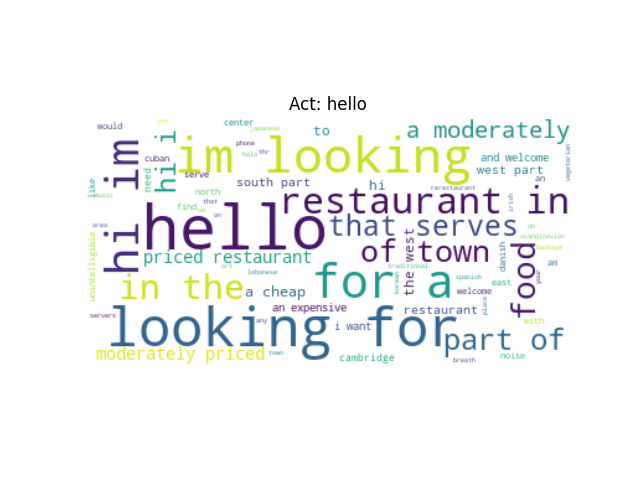 Act: hello
would
yes
center
japanese
to
a moderately
hi im
like
music
need
hi i
im looking
phone
halo
thr
cuban
serve
and welcome
west part
vegetarian
south part
hi
an
north
find
that
us
on
rerestaurant
restaurant in
irish
area
hello
that serves
oh
scandinavian
unintelligible
priced restaurant
of town
the west
danish
food
am
art
lebanese
traditional
korean
spanish
east
your
in the
a cheap
for a
welcome
place
servers
looking for
an expensive
any
i want
restaurant
with
part of
moderately priced
town
cambridge
breath
noise